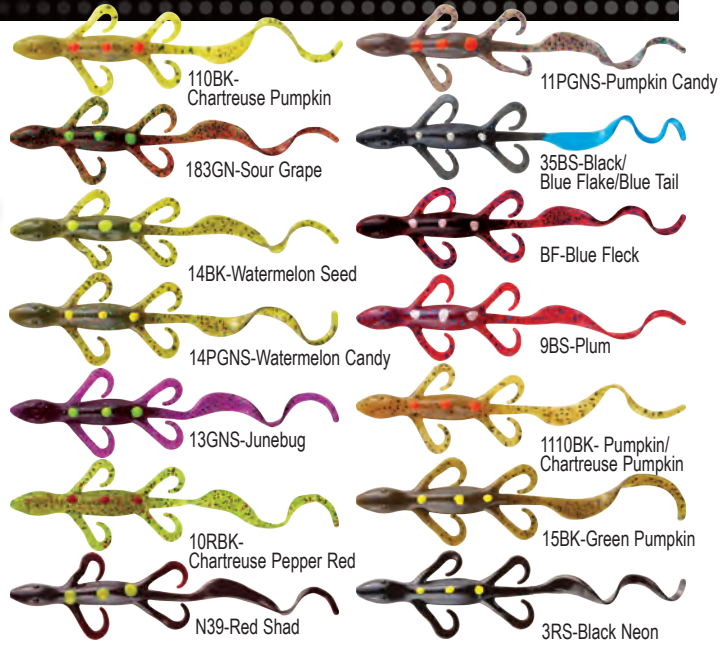 110BK-
Chartreuse Pumpkin
183GN-Sour Grape
14BK-Watermelon Seed
14PGNS-Watermelon Candy
13GNS-Junebug
10RBK-
Chartreuse Pepper Red
N39-Red Shad
11PGNS-Pumpkin Candy
35BS-Black/
Blue Flake/Blue Tail
BF-Blue Fleck
9BS-Plum
1110BK- Pumpkin/
Chartreuse Pumpkin
15BK-Green Pumpkin
3RS-Black Neon